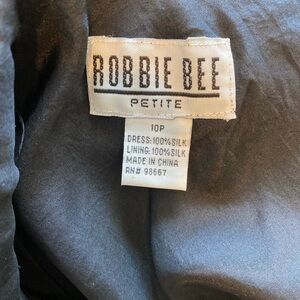 ROBBIE BEE
PETITE
10P
DRESS:100%SILK
LINING:100%SILK
MADE IN CHINA
RN# 98667